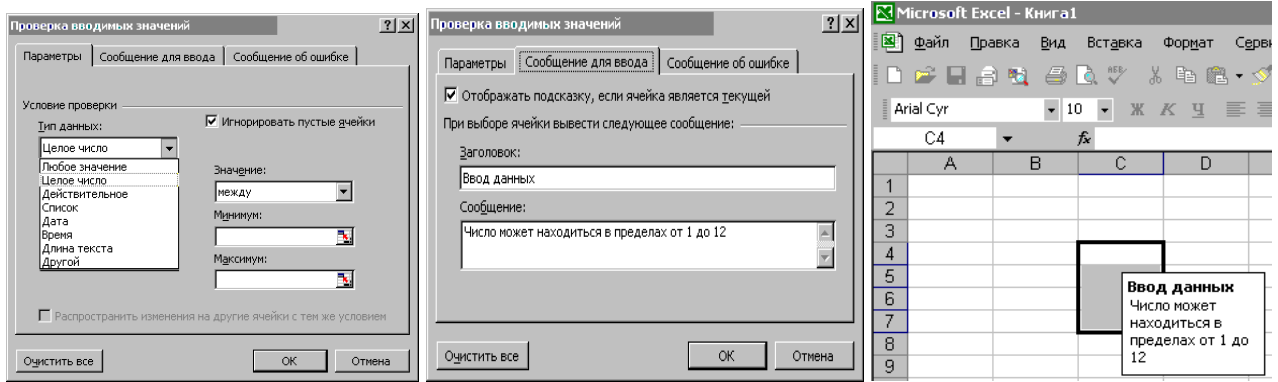 Проверка вводимых значений
Параметры Сообщение для ввода Сообщение об ошибке
Условие проверки
Тип данных:
Игнорировать пустые ячейки
Целое число
Любое значение
Целое число
Действительное
Список
Дата
Время
Длина текста
Другой
Значение:
между
Минимум:
Максимум:
Распространить изменения на другие ячейки с тем же условием
Очистить все ОК Отмена
Проверка вводимых значений
Параметры Сообщение для ввода Сообщение об ошибке
Отображать подсказку, если ячейка является текущей
При выборе ячейки вывести следующее сообщение:
Заголовок:
Ввод данных
Сообщение:
Число может находиться в пределах от 1 до 12
Очистить все ОК Отмена
Microsoft Excel - Книга1
Файл Правка Вид Вставка Формат Серви
Arial Cyr 10 Ж К Ч
C4 fx
A B C D
1
2
3
4
5
6
7
8
9
Ввод данных
Число может
находиться в
пределах от 1 до
12